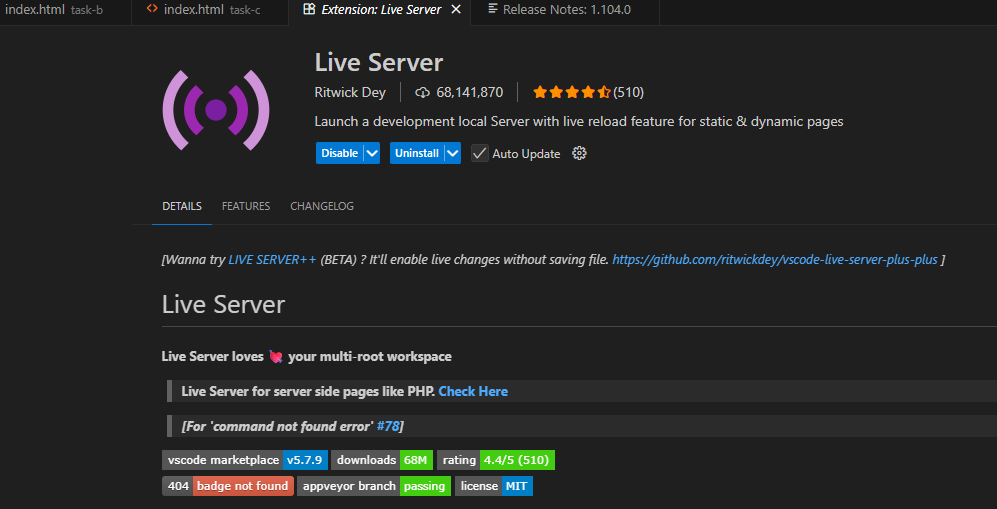 index.html task-b index.html task-c Extension: Live Server Release Notes: 1.104.0
Live Server
Ritwick Dey 68,141,870 (510)
Launch a development local Server with live reload feature for static & dynamic pages
Disable Uninstall Auto Update
DETAILS FEATURES CHANGELOG
[Wanna try LIVE SERVER++ (BETA) ? It'll enable live changes without saving file. https://github.com/ritwickdey/vscode-live-server-plus-plus ]
Live Server
Live Server loves 💘 your multi-root workspace
Live Server for server side pages like PHP. Check Here
[For 'command not found error' #78]
vscode marketplace v5.7.9 downloads 68M rating 4.4/5 (510)
404 badge not found appveyor branch passing license MIT